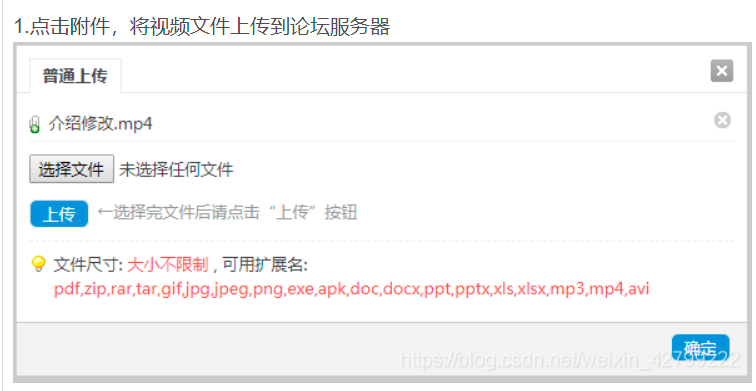 1.点击附件，将视频文件上传到论坛服务器
普通上传
介绍修改.mp4
选择文件 未选择任何文件
上传 ←选择完文件后请点击“上传”按钮
文件尺寸: 大小不限制 , 可用扩展名:
pdf,zip,rar,tar,gif,jpg,jpeg,png,exe,apk,doc,docx,ppt,pptx,xls,xlsx,mp3,mp4,avi
确定
https://blog.csdn.net/weixin_42799222